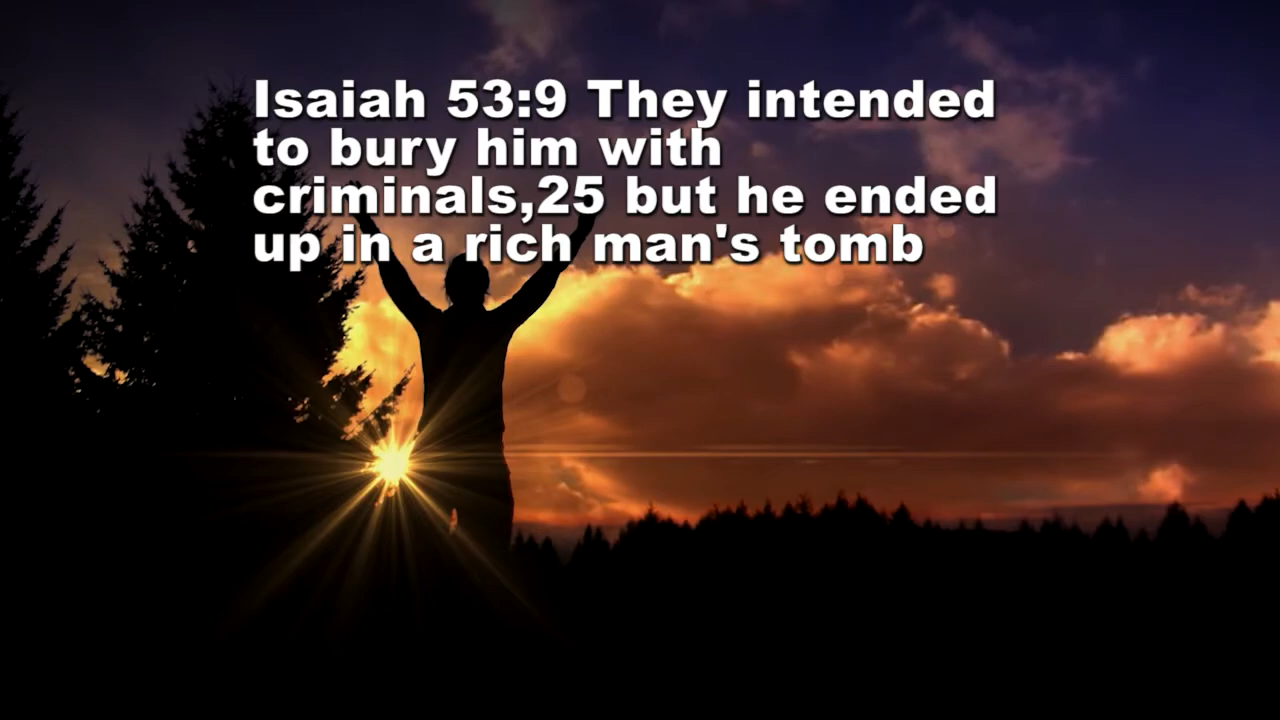 Isaiah 53:9 They intended
to bury him with
criminals,25 but he ended
up in a rich man's tomb